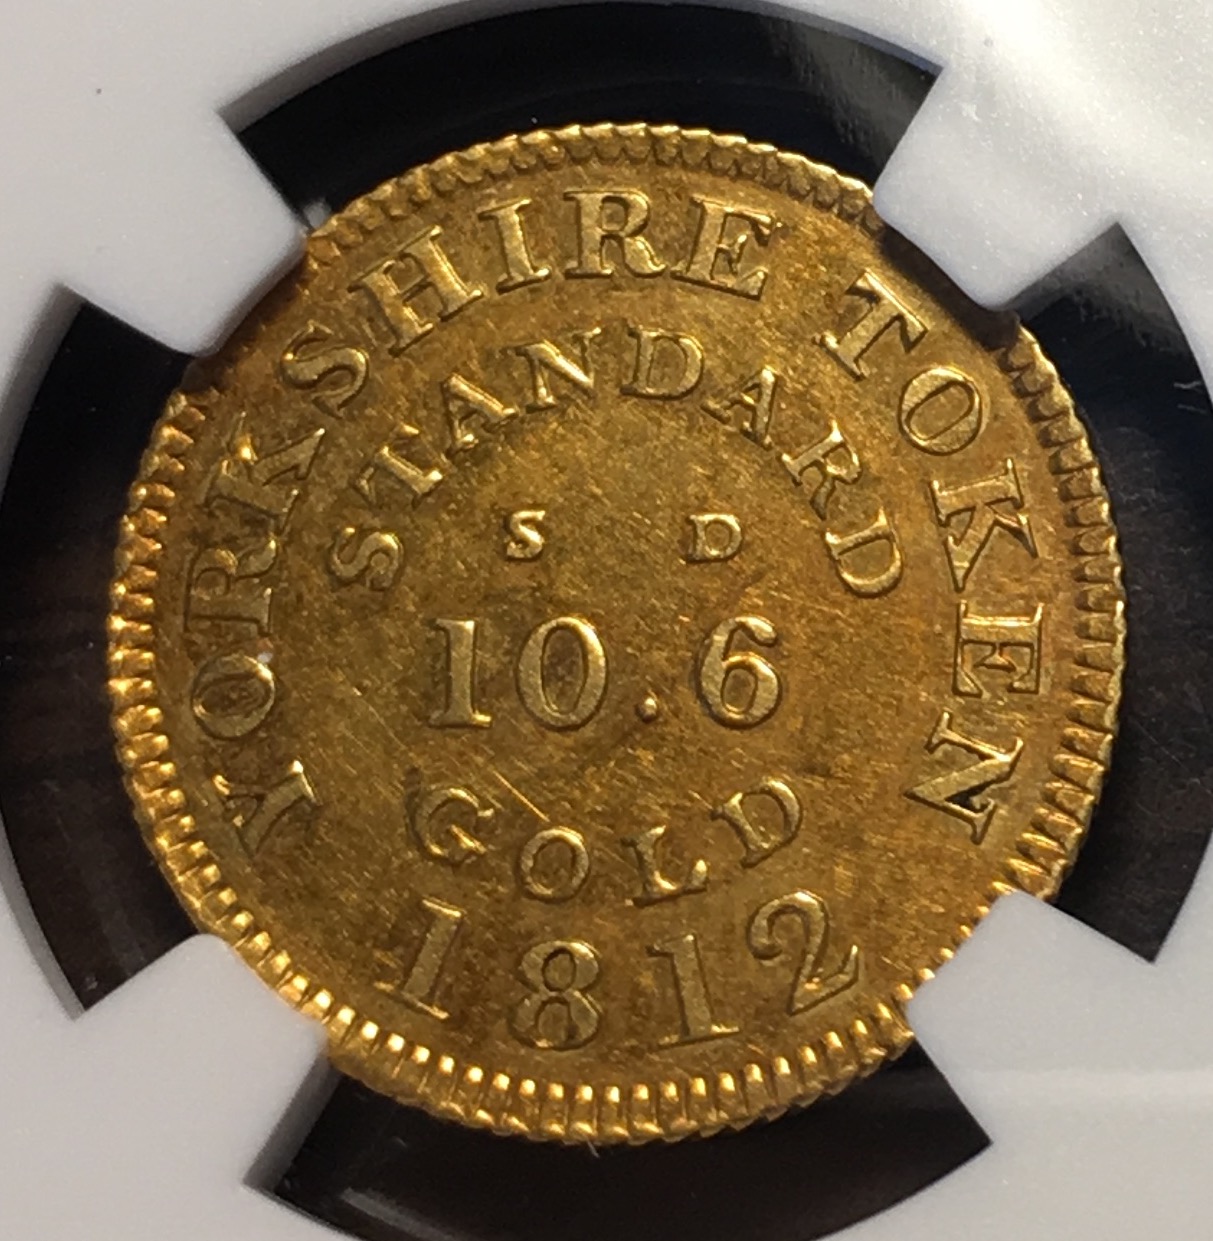 YORKSHIRE TOKEN
STANDARD
S D
10.6
GOLD
1812